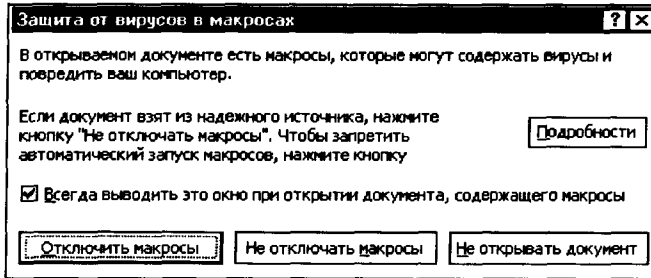 Защита от вирусов в макросах
В открываемом документе есть макросы, которые могут содержать вирусы и
повредить ваш компьютер.
Если документ взят из надежного источника, нажмите
кнопку "Не отключать макросы". Чтобы запретить
автоматический запуск макросов, нажмите кнопку
Подробности
Всегда выводить это окно при открытии документа, содержащего макросы
Отключить макросы
Не отключать макросы
Не открывать документ